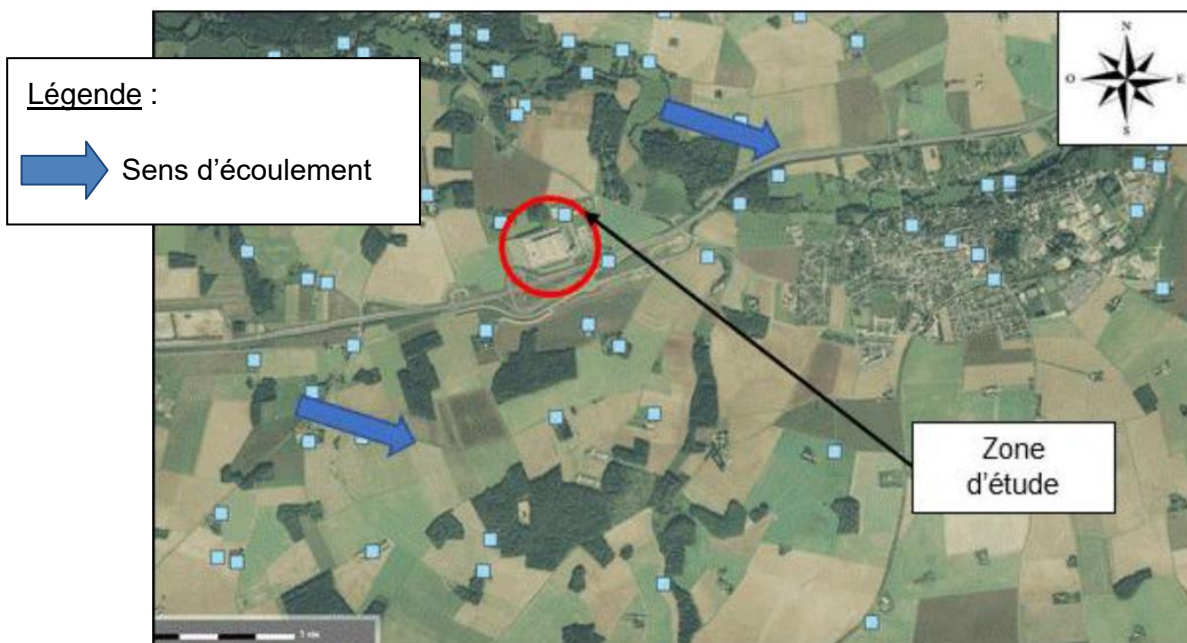 Légende :
Sens d'écoulement
N
O
E
S
Zone
d'étude
1 km